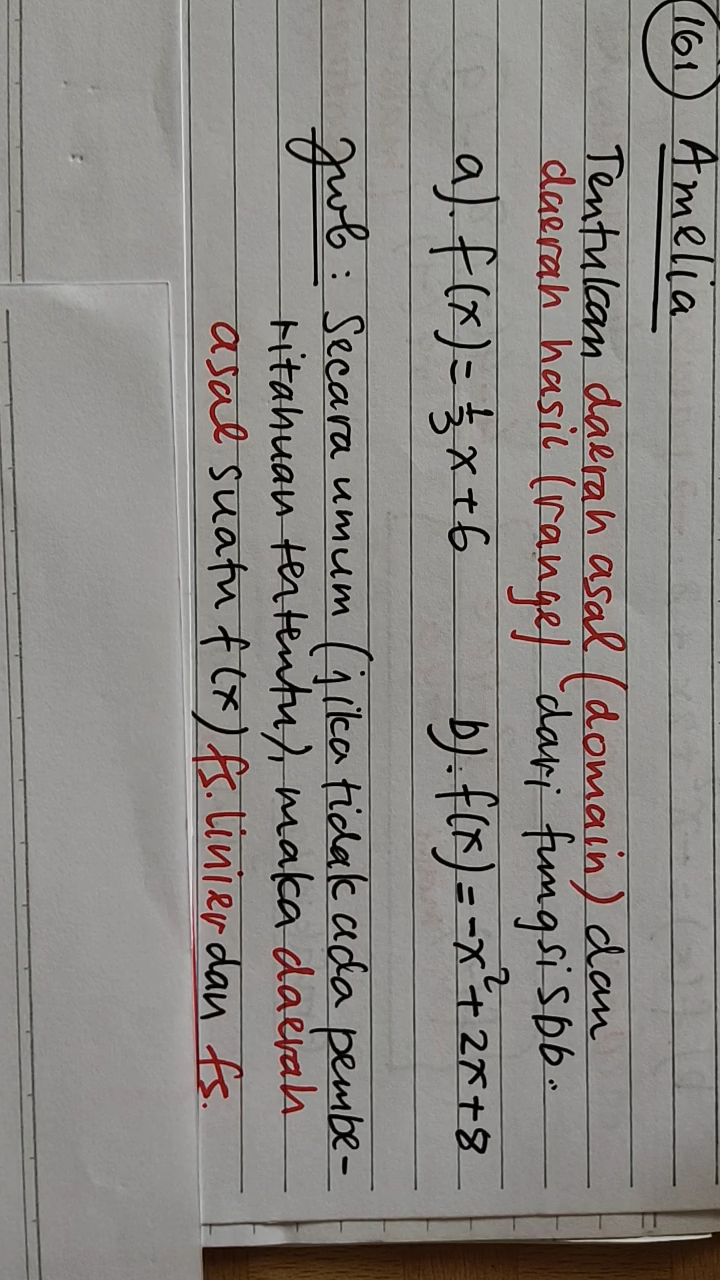 161 Amelia
Tentukan daerah asal (domain) dan
daerah hasil (range) dari fungsi sbb:
a). f(x) = 1/3 x + 6 b). f(x) = -x² + 2x + 8
Jwb: Secara umum (jika tidak ada pembe-
ritahuan tertentu), maka daerah
asal suatu f(x) fs. linier dan fs.